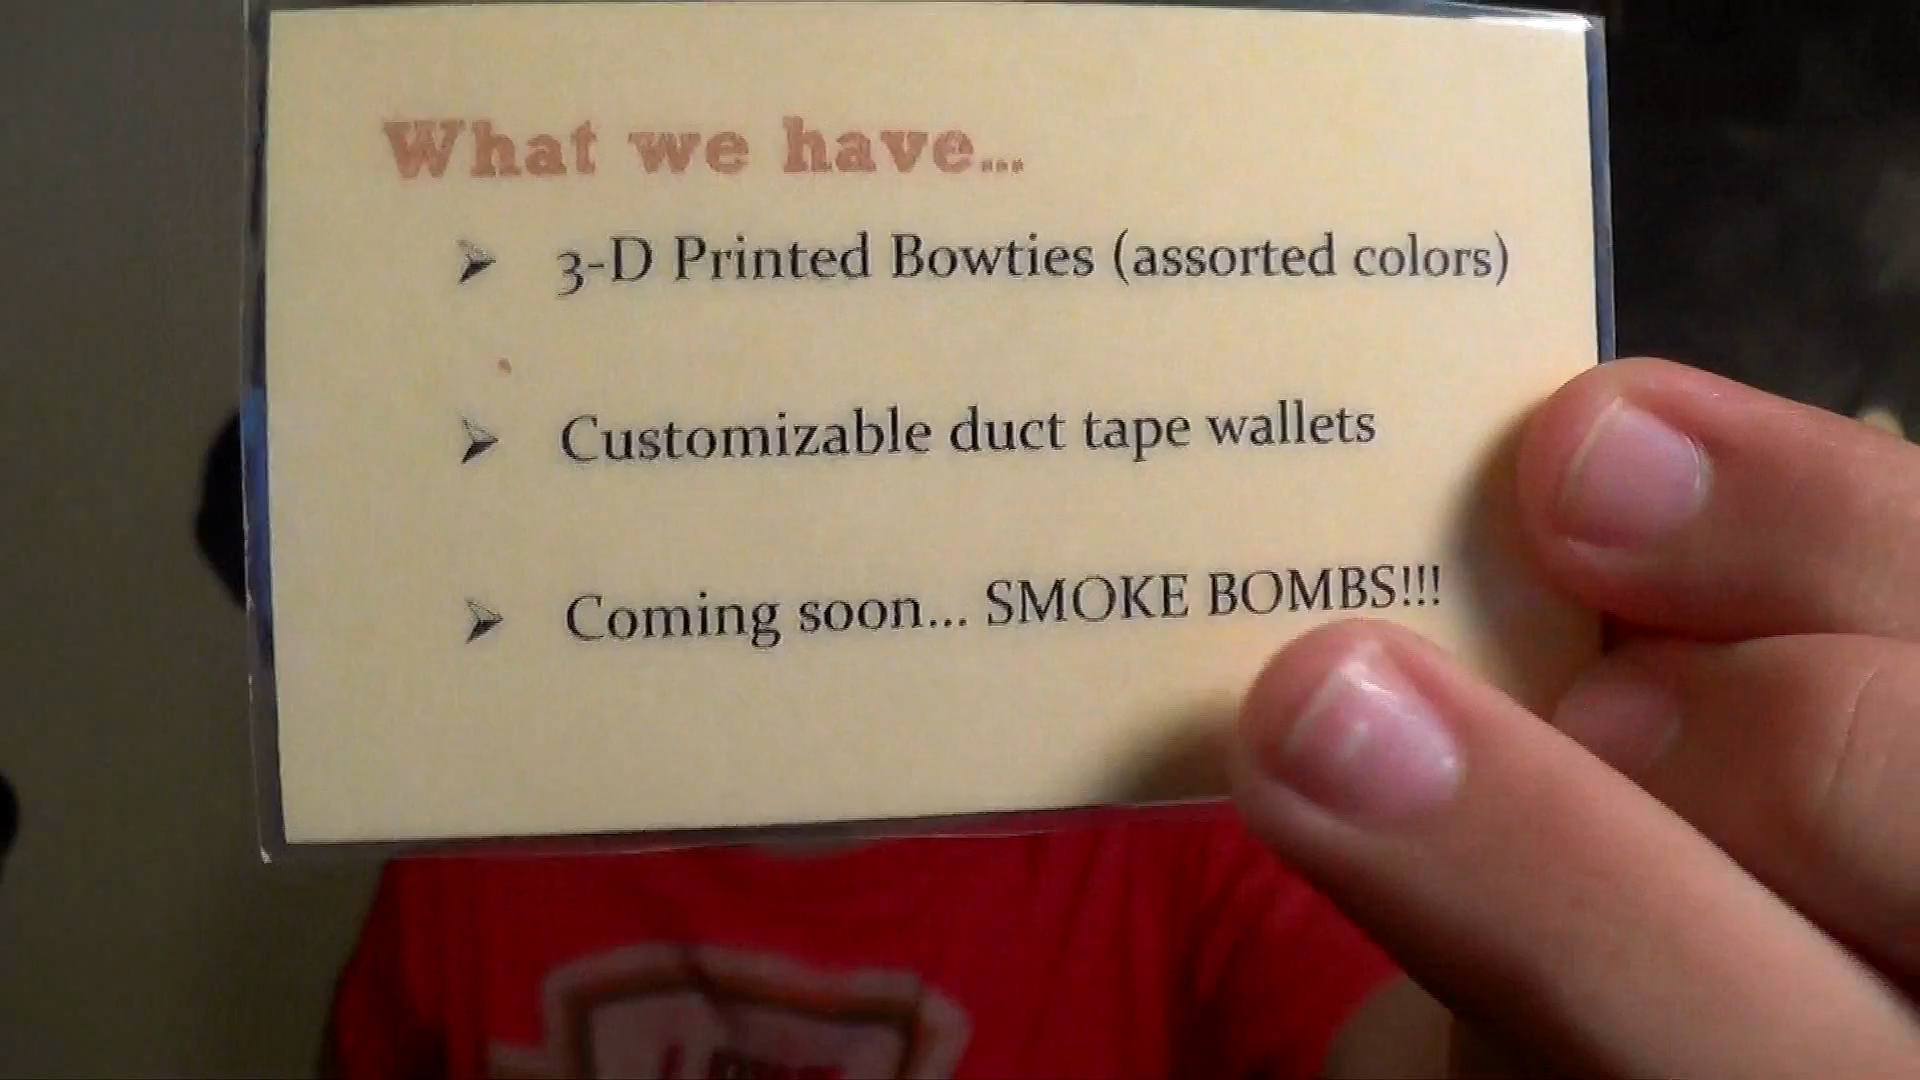 What we have...
➢ 3-D Printed Bowties (assorted colors)
➢ Customizable duct tape wallets
➢ Coming soon... SMOKE BOMBS!!!